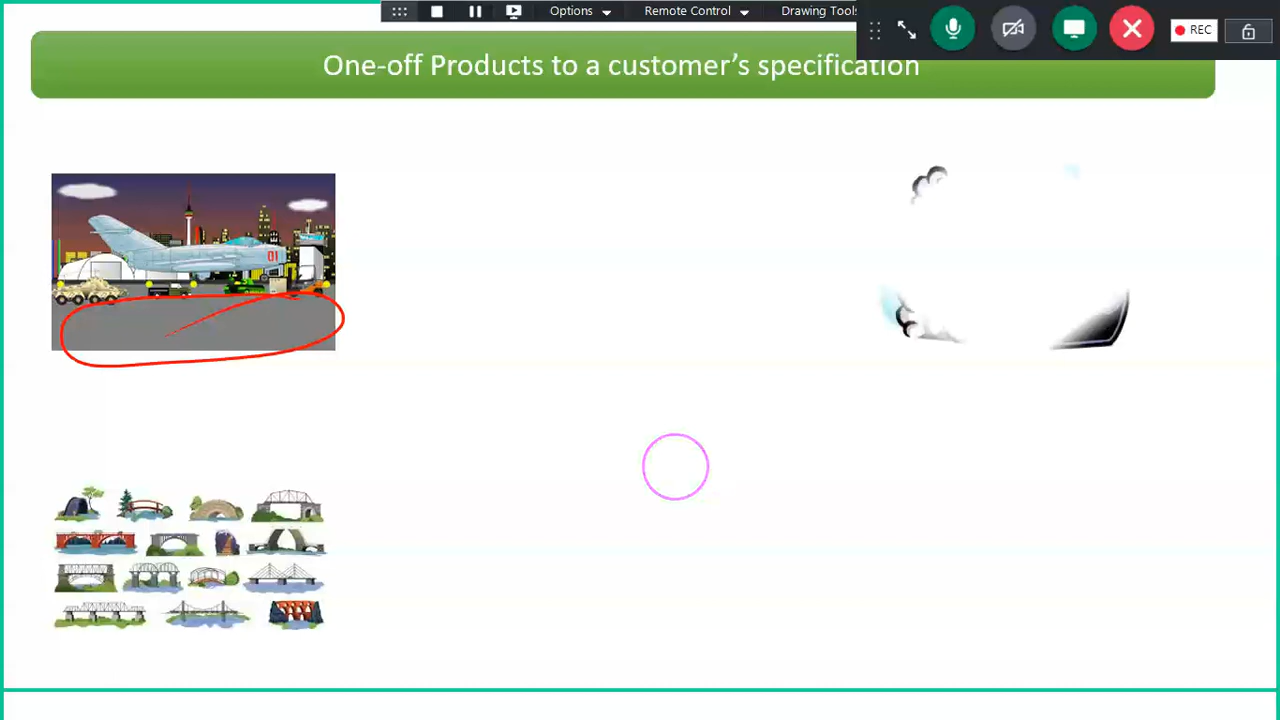 Options
Remote Control
Drawing Tools
REC
One-off Products to a customer's specification
01